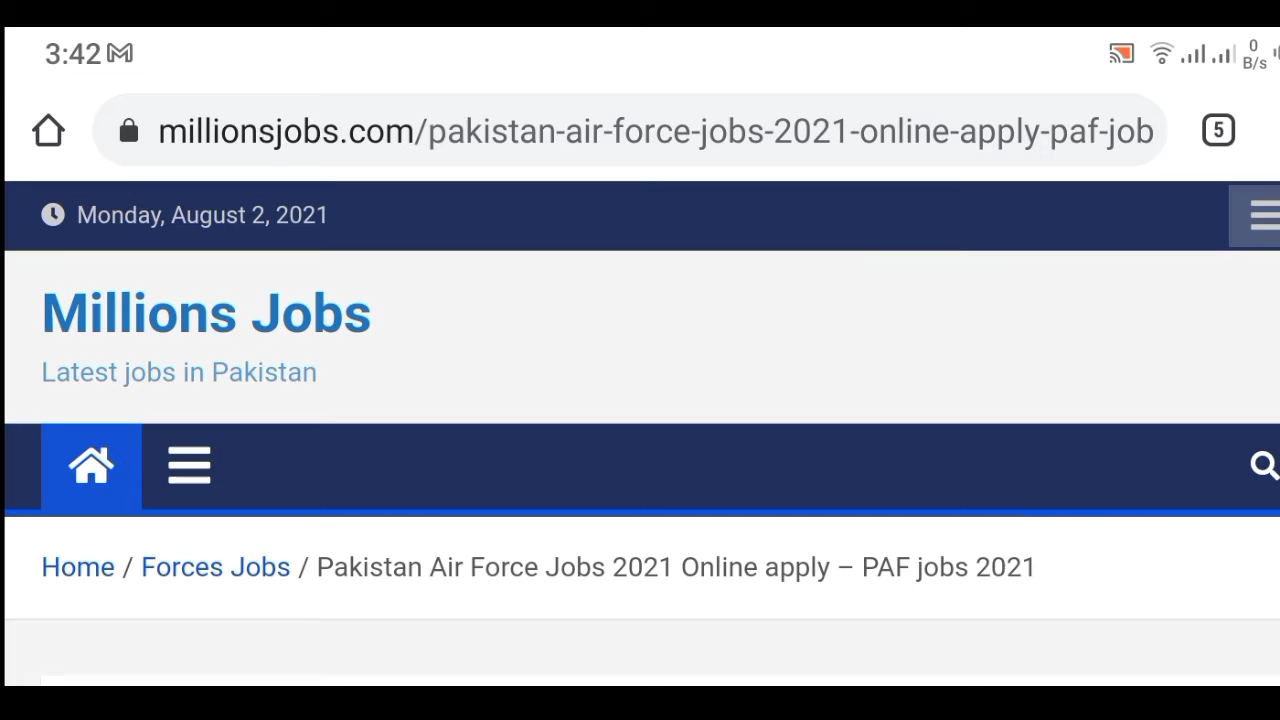 3:42
0
B/s
millionsjobs.com/pakistan-air-force-jobs-2021-online-apply-paf-job
5
Monday, August 2, 2021
Millions Jobs
Latest jobs in Pakistan
Home / Forces Jobs / Pakistan Air Force Jobs 2021 Online apply – PAF jobs 2021